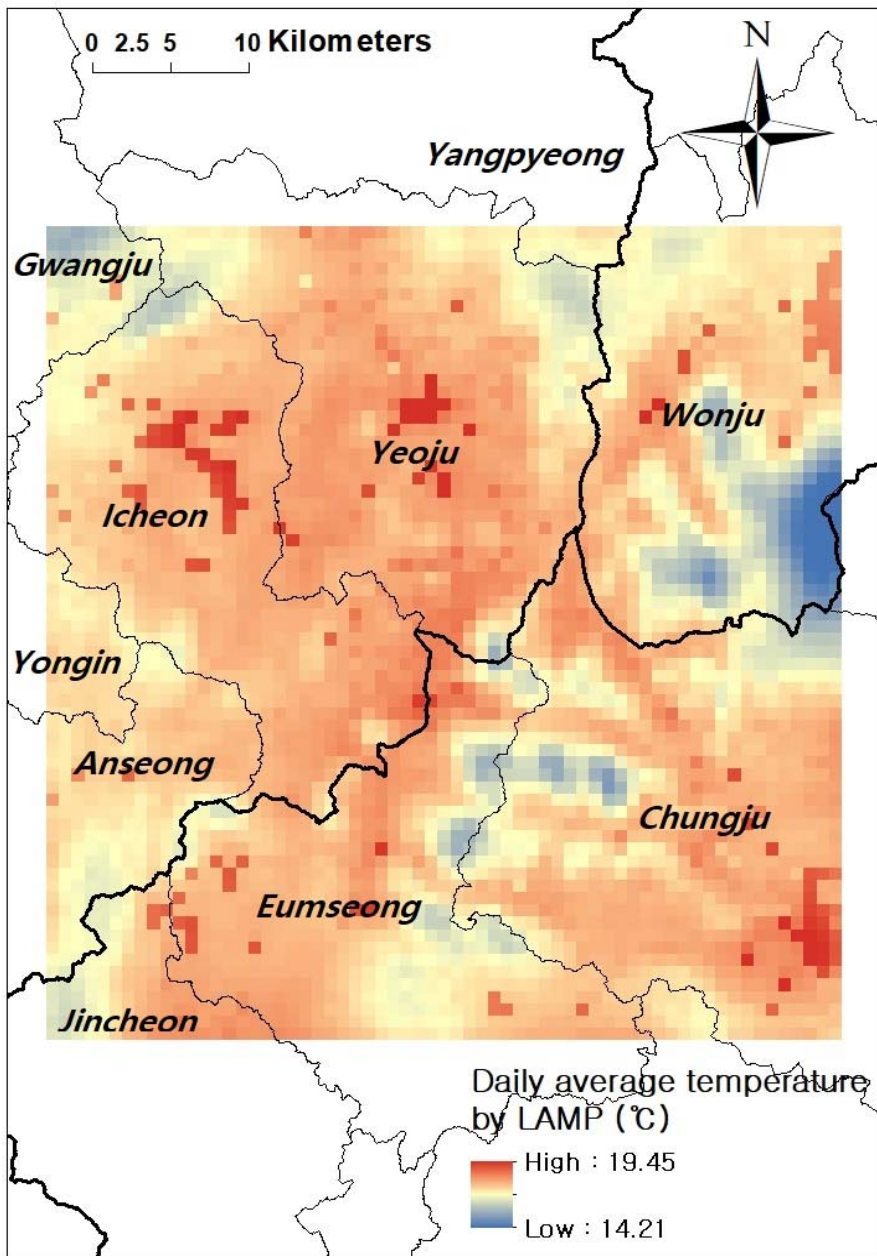 0 2.5 5 10 Kilometers
N
Yangpyeong
Gwangju
Wonju
Yeoju
Icheon
Yongin
Anseong
Chungju
Eumseong
Jincheon
Daily average temperature
by LAMP (℃)
High : 19.45
Low : 14.21